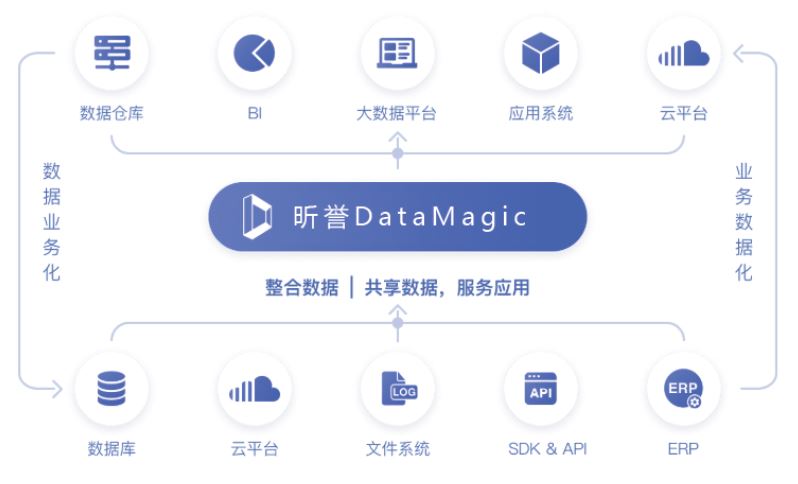 数据仓库
BI
大数据平台
应用系统
云平台
数据业务化
业务数据化
昕誉DataMagic
整合数据 | 共享数据，服务应用
LOG
API
ERP
数据库
云平台
文件系统
SDK & API
ERP